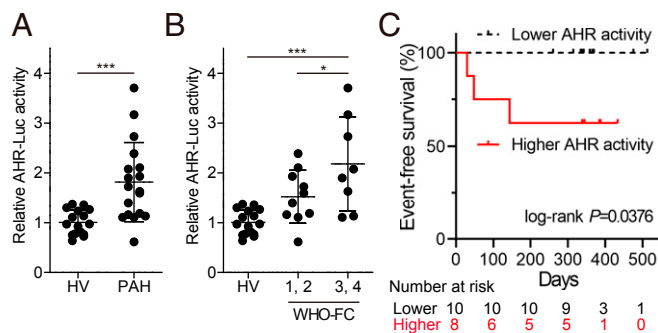 A
Relative AHR-Luc activity
4
3
2
1
0
***
HV PAH
B
Relative AHR-Luc activity
4
3
2
1
0
***
*
HV 1, 2 3, 4
WHO-FC
C
Event-free survival (%)
100
50
0
Lower AHR activity
Higher AHR activity
log-rank P=0.0376
0 100 200 300 400 500
Days
Number at risk
Lower 10 10 10 9 3 1
Higher 8 6 5 5 1 0